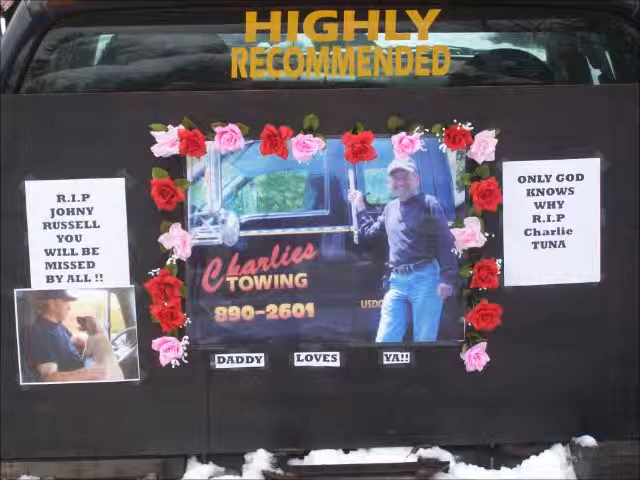 HIGHLY
RECOMMENDED
R.I.P
JOHNY
RUSSELL
YOU
WILL BE
MISSED
BY ALL !!
Charlies
TOWING
890-2601
USDO
ONLY GOD
KNOWS
WHY
R.I.P
Charlie
TUNA
DADDY LOVES YA!!